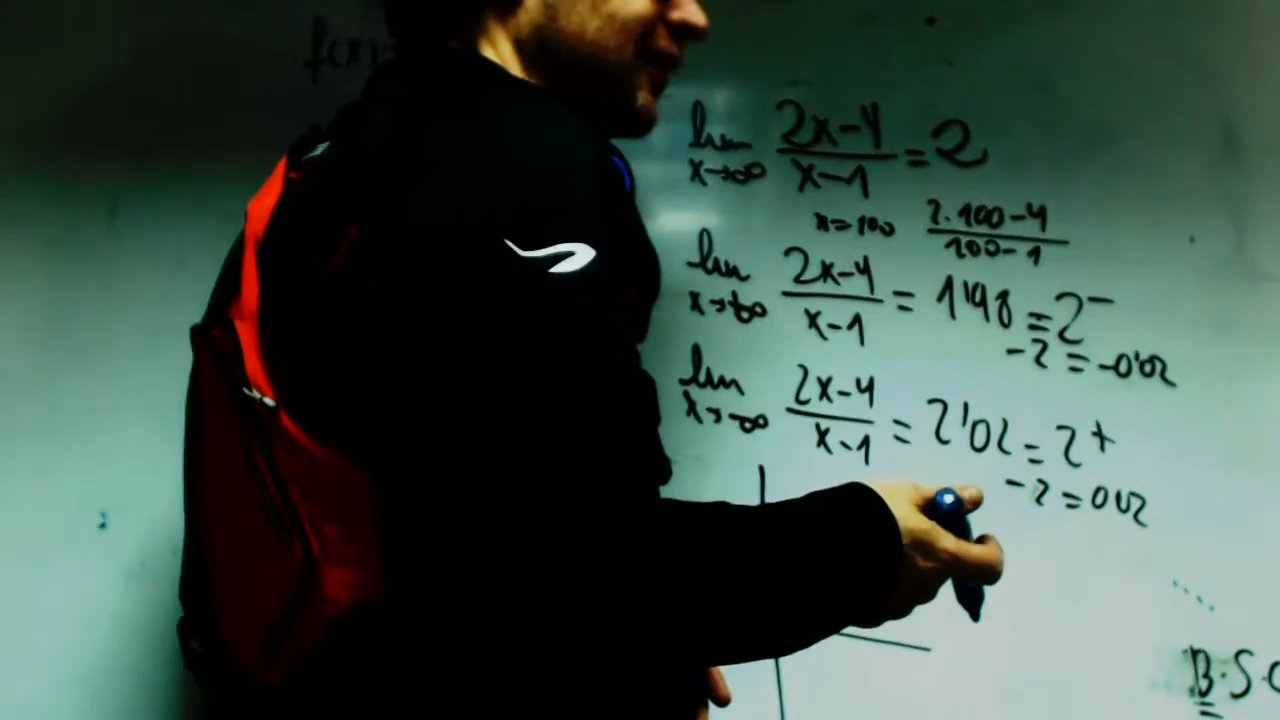 f(x)
lim x→∞ 2x-4 / x-1 = 2
x=100 2·100-4 / 100-1
lim x→+∞ 2x-4 / x-1 = 1'98 = 2⁻
-2 = -0'02
lim x→-∞ 2x-4 / x-1 = 2'02 = 2⁺
-2 = 0'02
B·S·